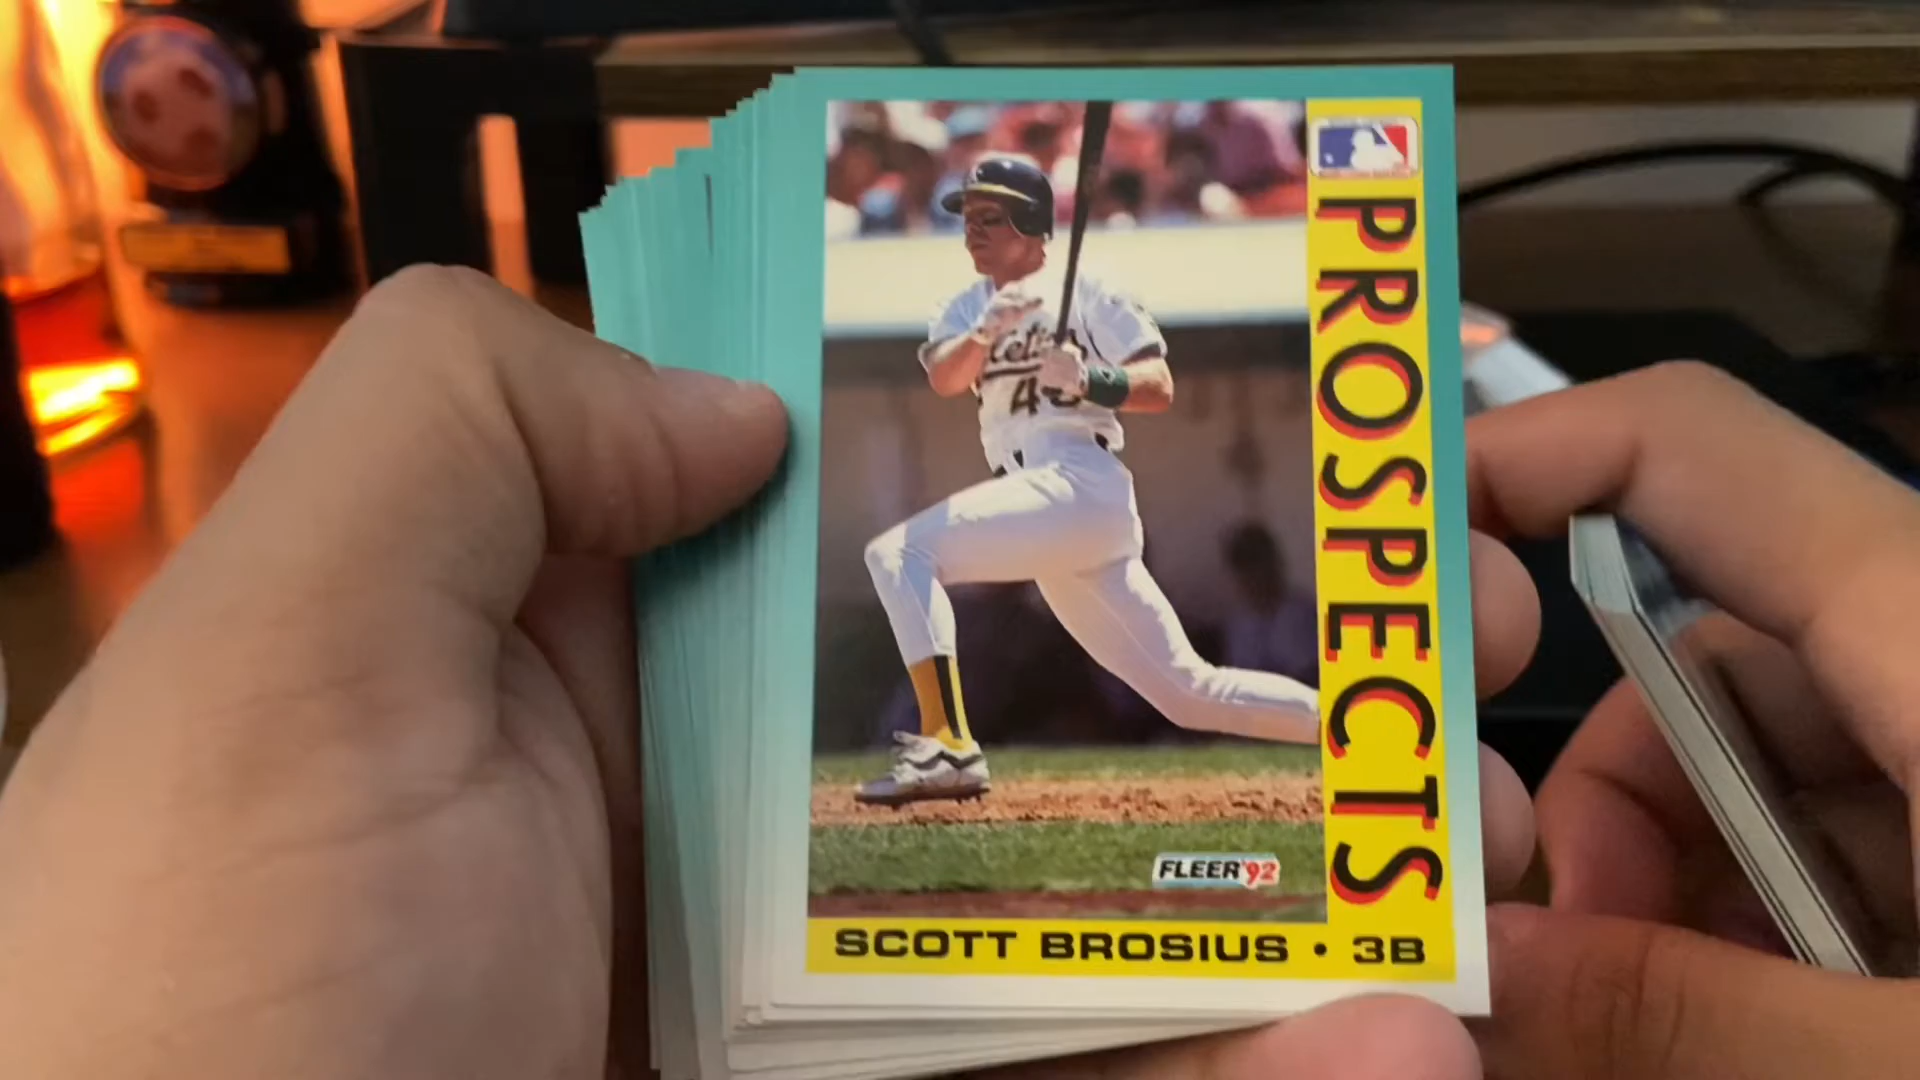 PROSPECTS
FLEER '92
SCOTT BROSIUS • 3B